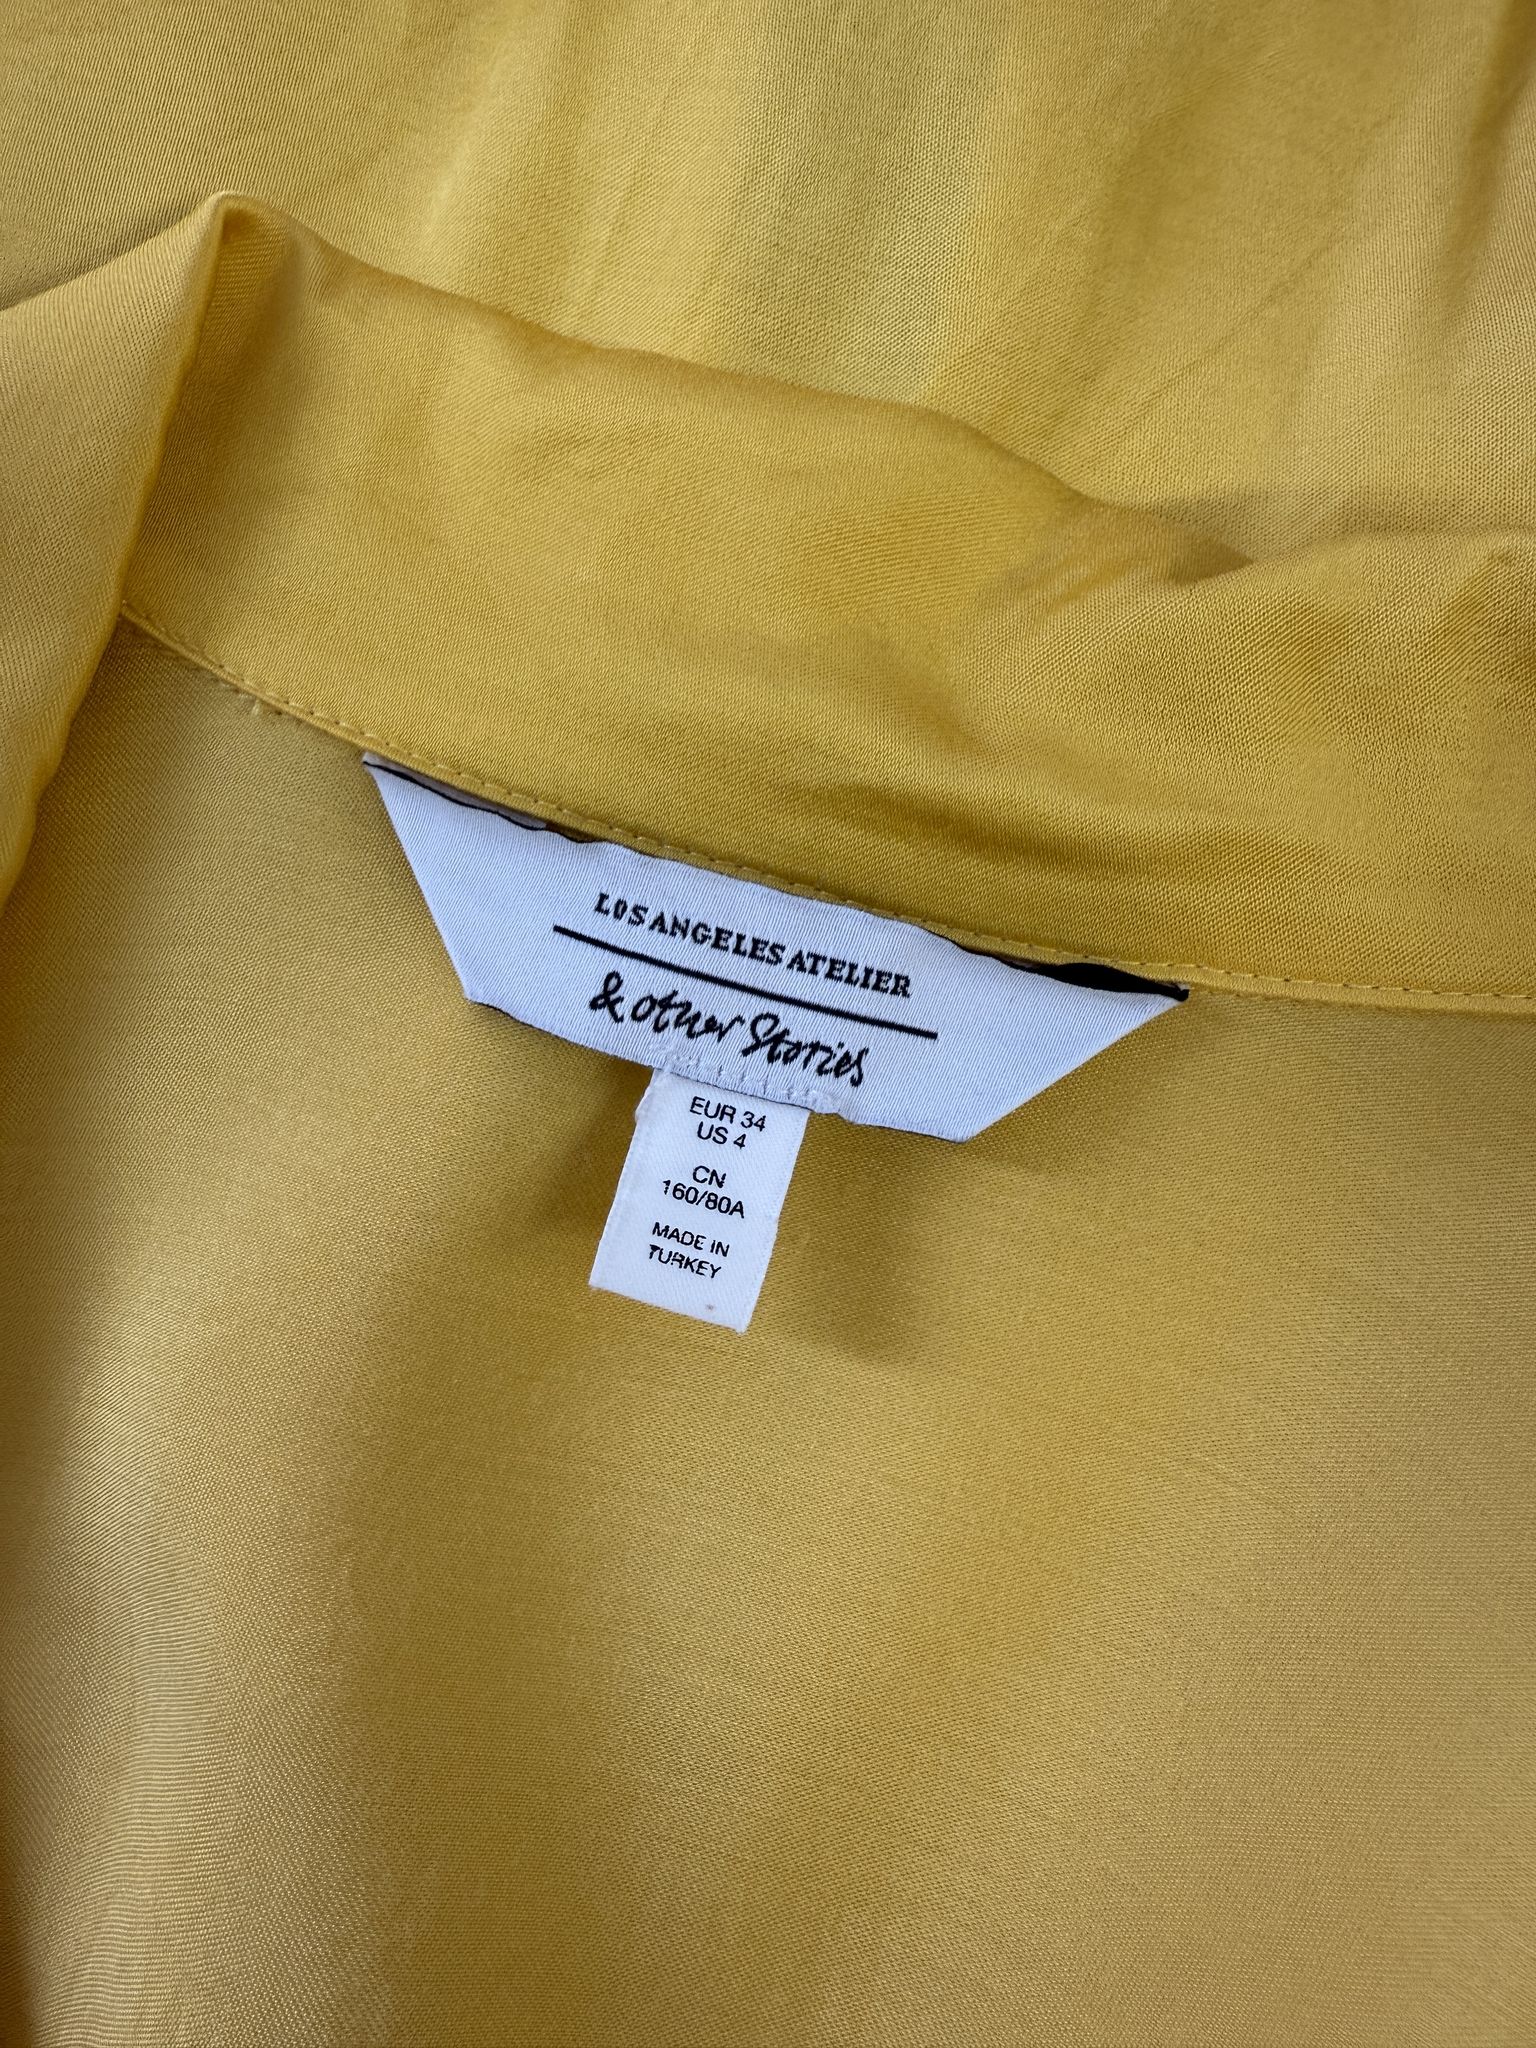 LOS ANGELES ATELIER
& other Stories
EUR 34
US 4
CN
160/80A
MADE IN
TURKEY